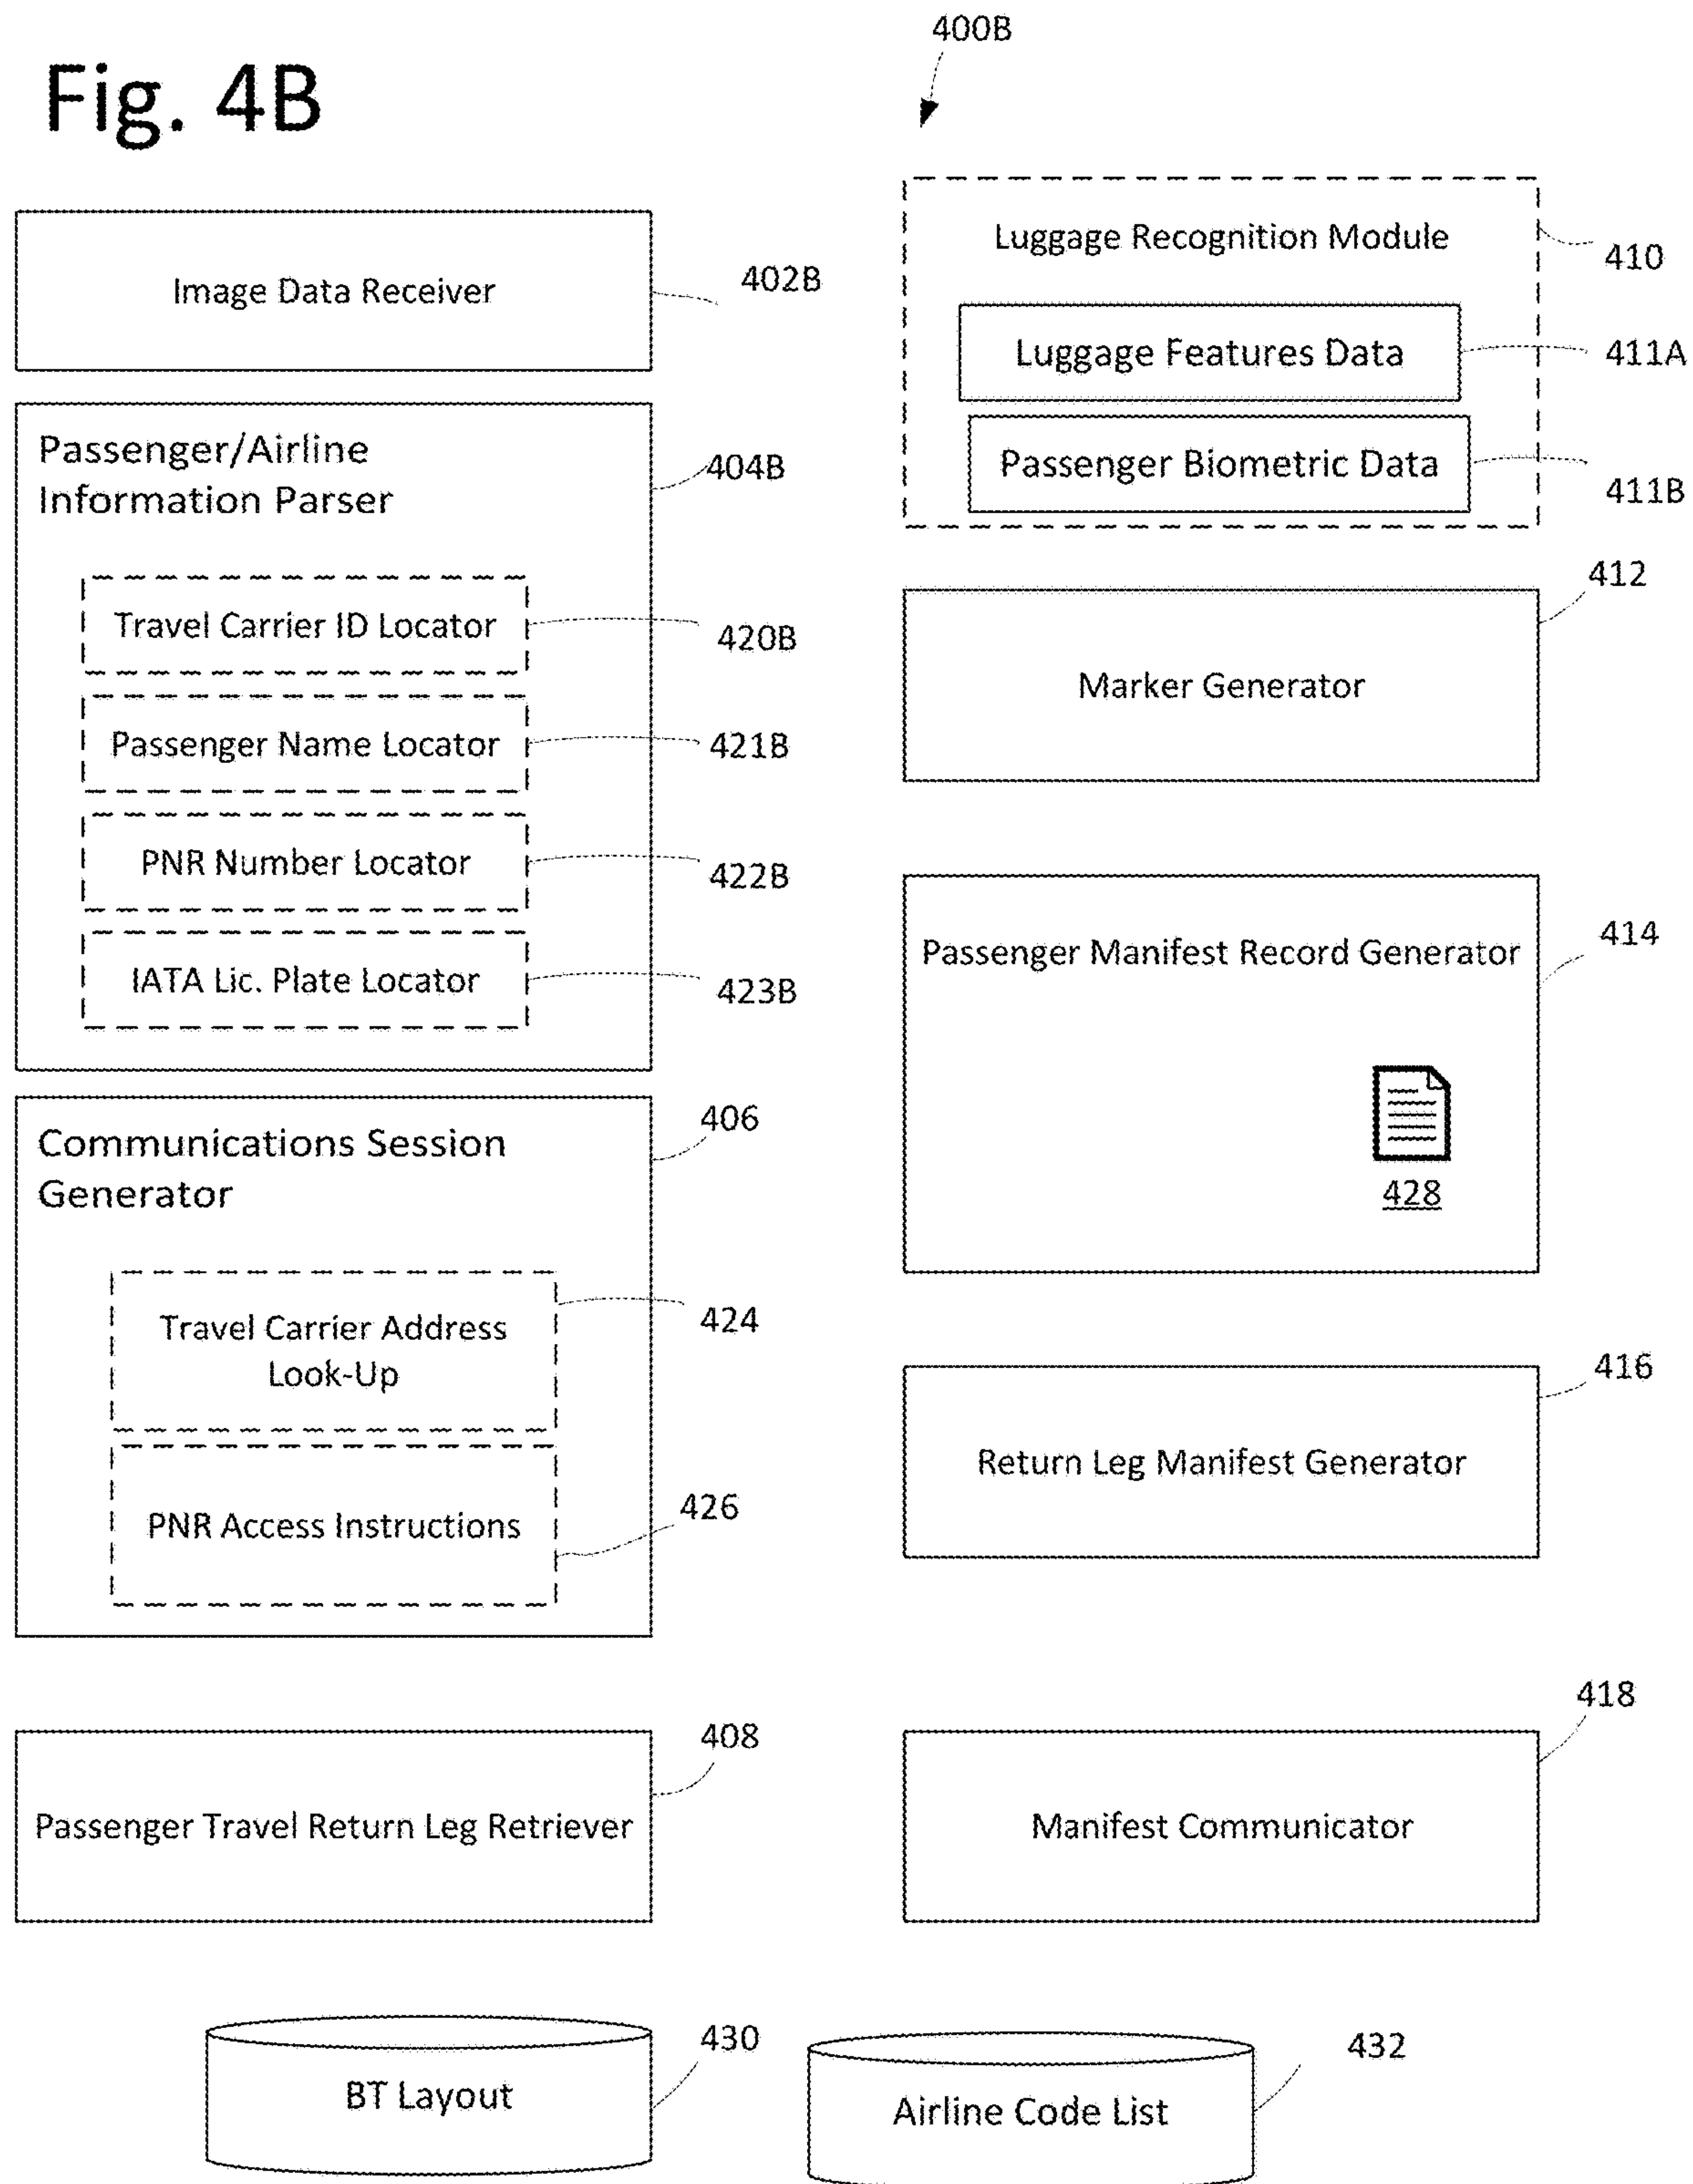 Fig. 4B
400B
Image Data Receiver
402B
Passenger/Airline
Information Parser
404B
Travel Carrier ID Locator
420B
Passenger Name Locator
421B
PNR Number Locator
422B
IATA Lic. Plate Locator
423B
Communications Session
Generator
406
Travel Carrier Address
Look-Up
424
PNR Access Instructions
426
Passenger Travel Return Leg Retriever
408
Luggage Recognition Module
410
Luggage Features Data
411A
Passenger Biometric Data
411B
412
Marker Generator
Passenger Manifest Record Generator
414
428
416
Return Leg Manifest Generator
418
Manifest Communicator
BT Layout
430
Airline Code List
432